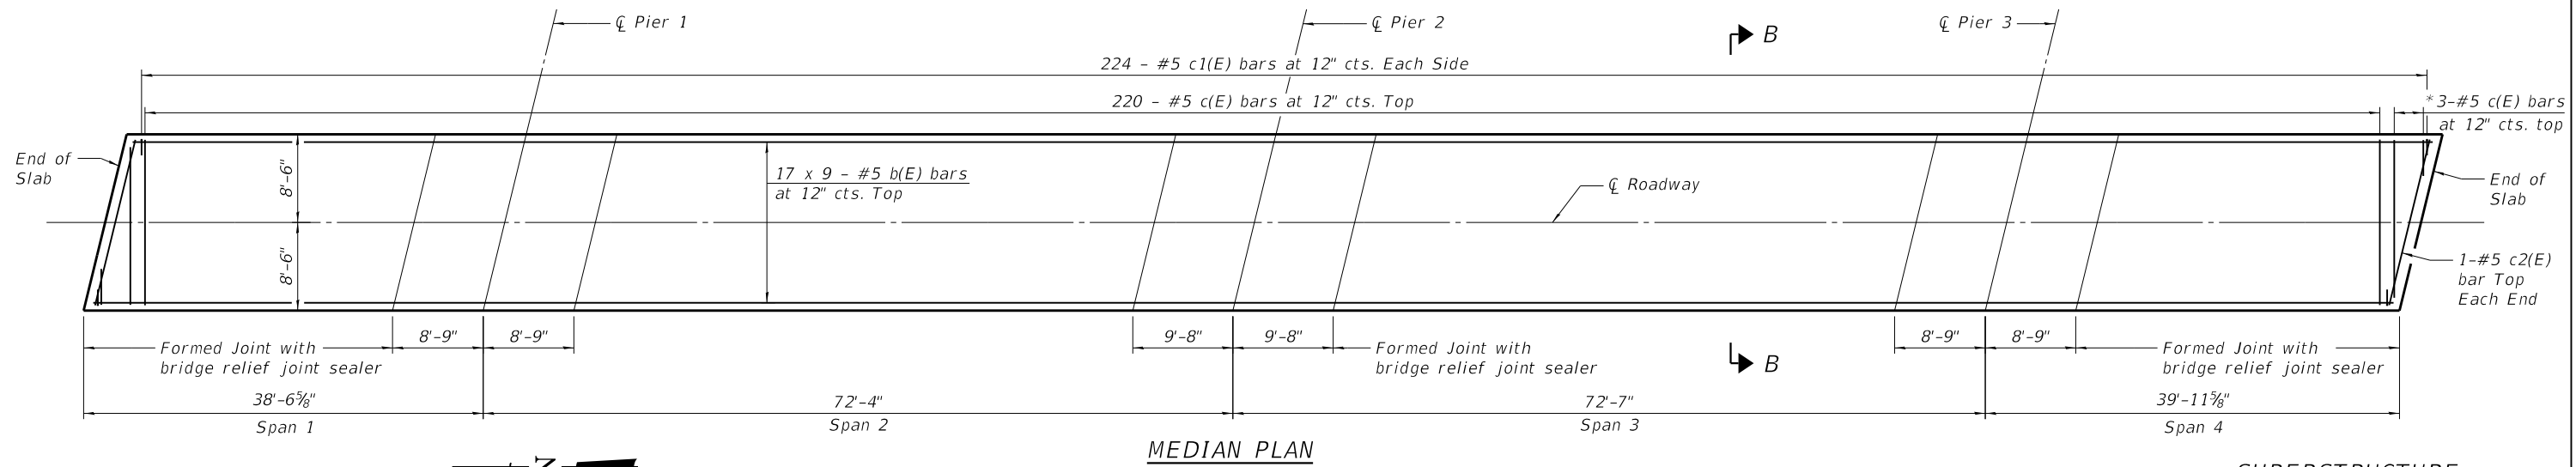 ℄ Pier 1
℄ Pier 2
℄ Pier 3
B
224 - #5 c1(E) bars at 12" cts. Each Side
220 - #5 c(E) bars at 12" cts. Top
*3-#5 c(E) bars
at 12" cts. top
End of
Slab
8'-6"
17 x 9 - #5 b(E) bars
at 12" cts. Top
℄ Roadway
End of
Slab
8'-6"
1-#5 c2(E)
bar Top
Each End
8'-9"
8'-9"
9'-8"
9'-8"
8'-9"
8'-9"
Formed Joint with
bridge relief joint sealer
Formed Joint with
bridge relief joint sealer
B
Formed Joint with
bridge relief joint sealer
38'-6⅝"
72'-4"
72'-7"
39'-11⅝"
Span 1
Span 2
Span 3
Span 4
MEDIAN PLAN